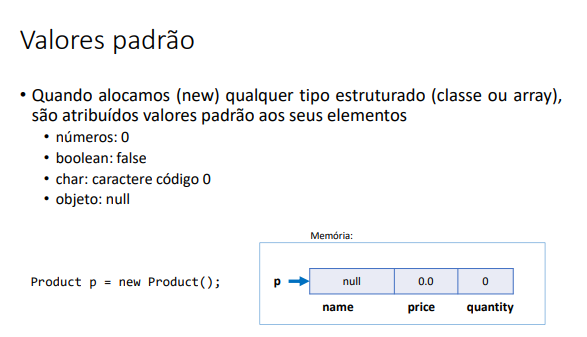 Valores padrão
• Quando alocamos (new) qualquer tipo estruturado (classe ou array),
são atribuídos valores padrão aos seus elementos
• números: 0
• boolean: false
• char: caractere código 0
• objeto: null
Memória:
Product p = new Product();
p
null
0.0
0
name
price
quantity